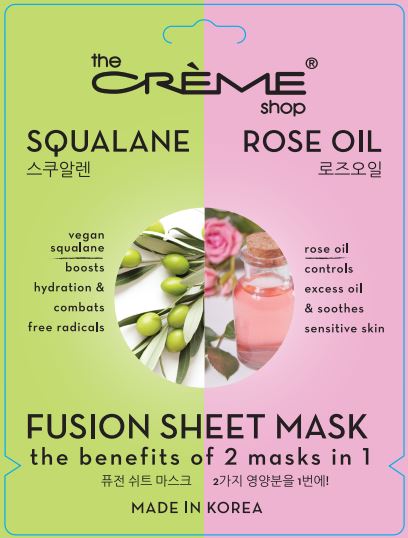 the
CRÈME®
shop
SQUALANE
스쿠알렌
ROSE OIL
로즈오일
vegan
squalane
boosts
hydration &
combats
free radicals
rose oil
controls
excess oil
& soothes
sensitive skin
FUSION SHEET MASK
the benefits of 2 masks in 1
퓨전 쉬트 마스크 2가지 영양분을 1번에!
MADE IN KOREA